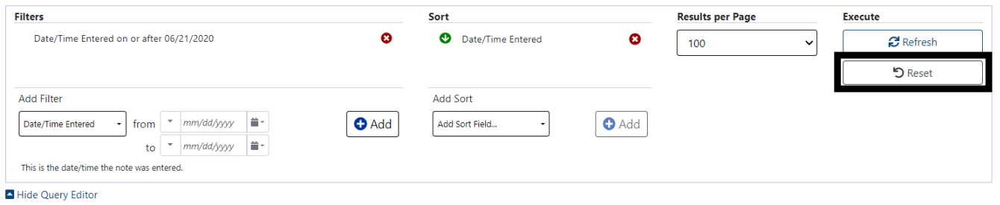 Filters
Date/Time Entered on or after 06/21/2020
Add Filter
Date/Time Entered from mm/dd/yyyy Add
to mm/dd/yyyy
This is the date/time the note was entered.
Sort
Date/Time Entered
Add Sort
Add Sort Field... Add
Results per Page
100
Execute
Refresh
Reset
Hide Query Editor